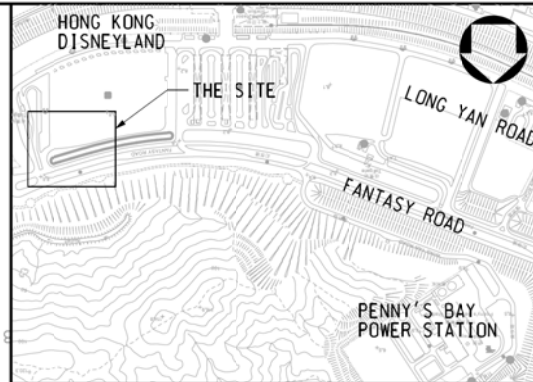 HONG KONG
DISNEYLAND
THE SITE
LONG YAN ROAD
FANTASY ROAD
PENNY'S BAY
POWER STATION